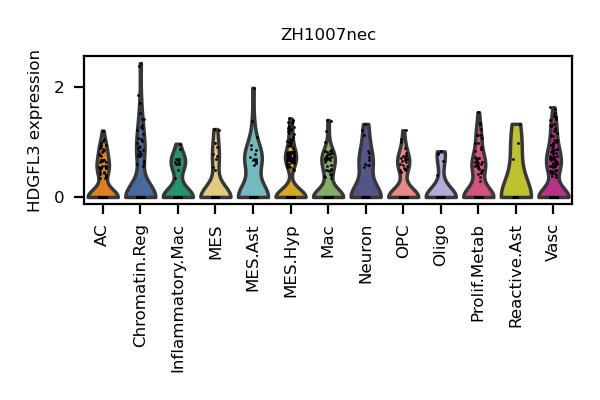 ZH1007nec
HDGFL3 expression
2
0
AC
Chromatin.Reg
Inflammatory.Mac
MES
MES.Ast
MES.Hyp
Mac
Neuron
OPC
Oligo
Prolif.Metab
Reactive.Ast
Vasc